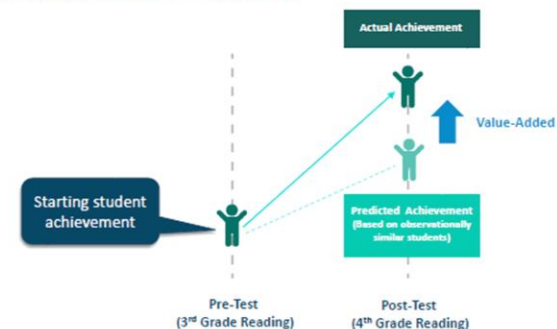 Actual Achievement
Value-Added
Starting student
achievement
Predicted Achievement
(Based on observationally
similar students)
Pre-Test
(3rd Grade Reading)
Post-Test
(4th Grade Reading)